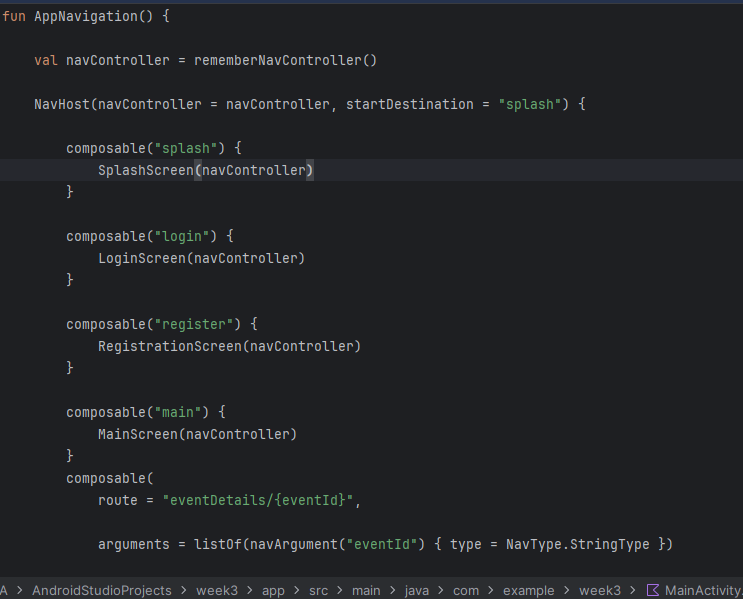 fun AppNavigation() {
val navController = rememberNavController()
NavHost(navController = navController, startDestination = "splash") {
composable("splash") {
SplashScreen(navController)
}
composable("login") {
LoginScreen(navController)
}
composable("register") {
RegistrationScreen(navController)
}
composable("main") {
MainScreen(navController)
}
composable(
route = "eventDetails/{eventId}",
arguments = listOf(navArgument("eventId") { type = NavType.StringType })
A > AndroidStudioProjects > week3 > app > src > main > java > com > example > week3 > MainActivity.